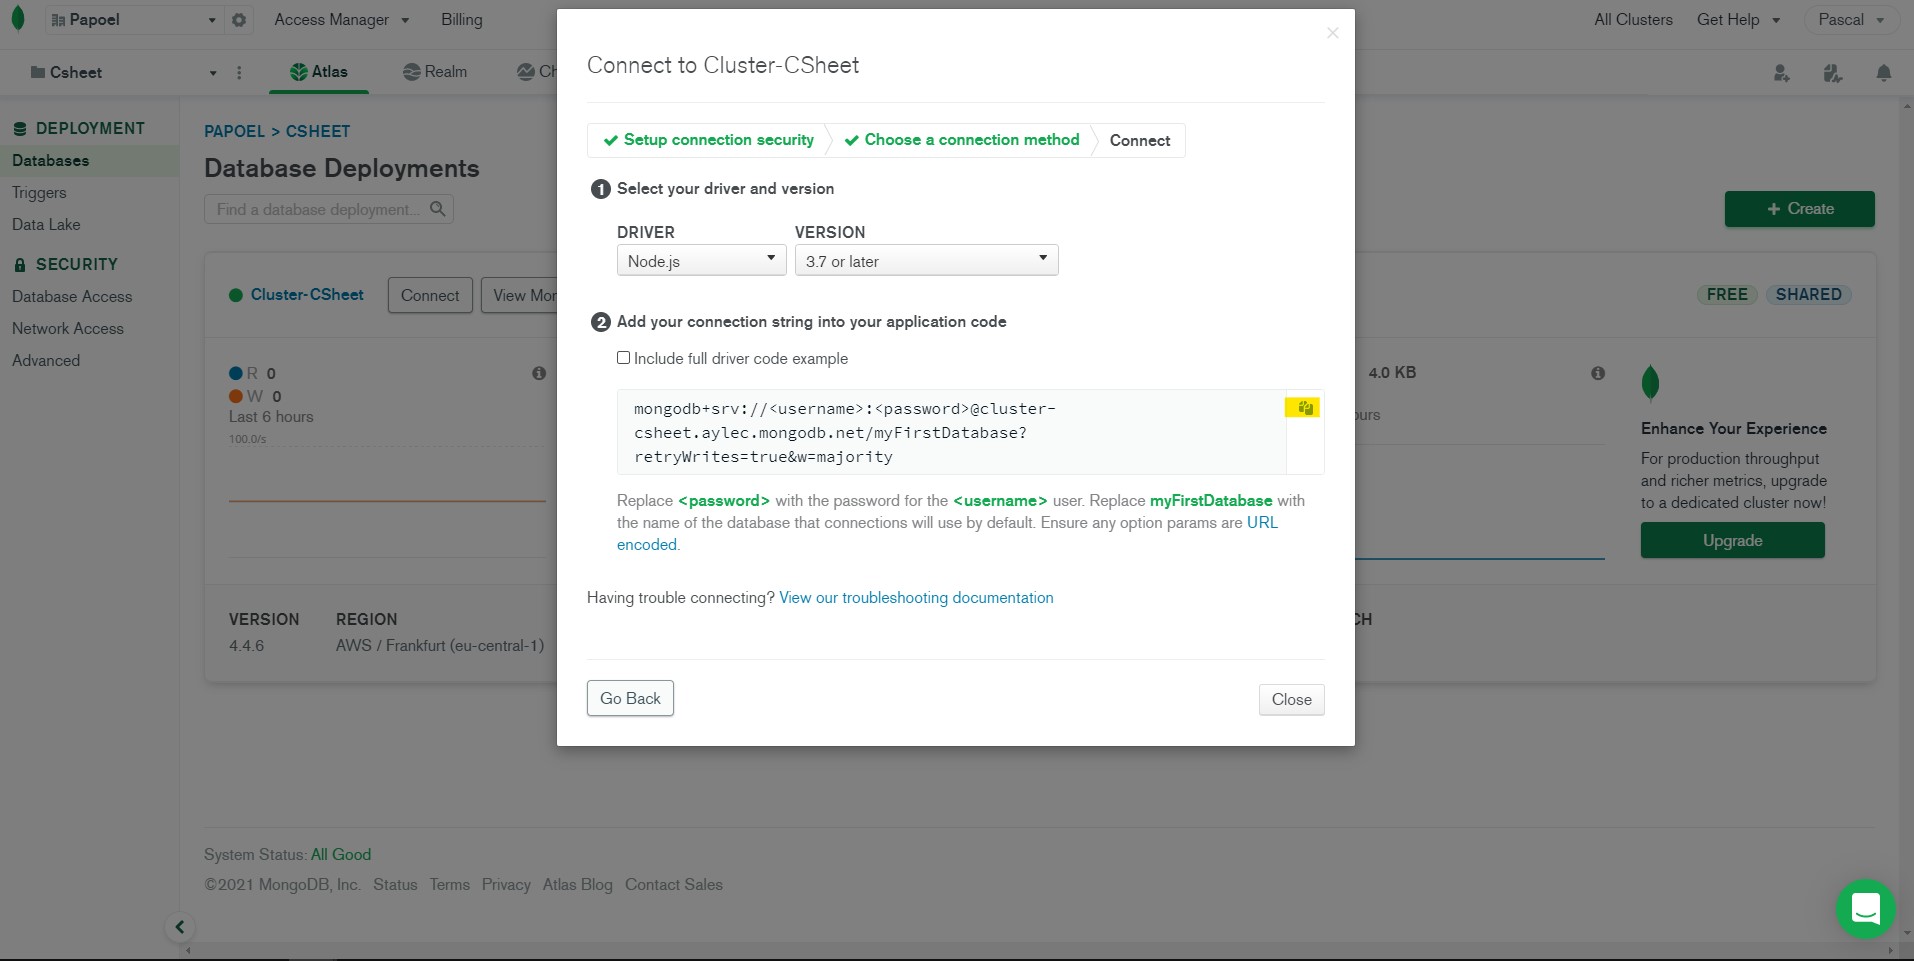 Papoel
Access Manager
Billing
All Clusters
Get Help
Pascal
Csheet
Atlas
Realm
Ch
DEPLOYMENT
Databases
Triggers
Data Lake
SECURITY
Database Access
Network Access
Advanced
PAPOEL > CSHEET
Database Deployments
Find a database deployment...
+ Create
Cluster-CSheet
Connect
View Mor
FREE
SHARED
R 0
W 0
Last 6 hours
100.0/s
4.0 KB
ours
Enhance Your Experience
For production throughput
and richer metrics, upgrade
to a dedicated cluster now!
Upgrade
VERSION
4.4.6
REGION
AWS / Frankfurt (eu-central-1)
CH
Connect to Cluster-CSheet
Setup connection security
Choose a connection method
Connect
1 Select your driver and version
DRIVER
Node.js
VERSION
3.7 or later
2 Add your connection string into your application code
Include full driver code example
mongodb+srv://<username>:<password>@cluster-
csheet.aylec.mongodb.net/myFirstDatabase?
retryWrites=true&w=majority
Replace <password> with the password for the <username> user. Replace myFirstDatabase with
the name of the database that connections will use by default. Ensure any option params are URL
encoded.
Having trouble connecting? View our troubleshooting documentation
Go Back
Close
System Status: All Good
©2021 MongoDB, Inc. Status Terms Privacy Atlas Blog Contact Sales